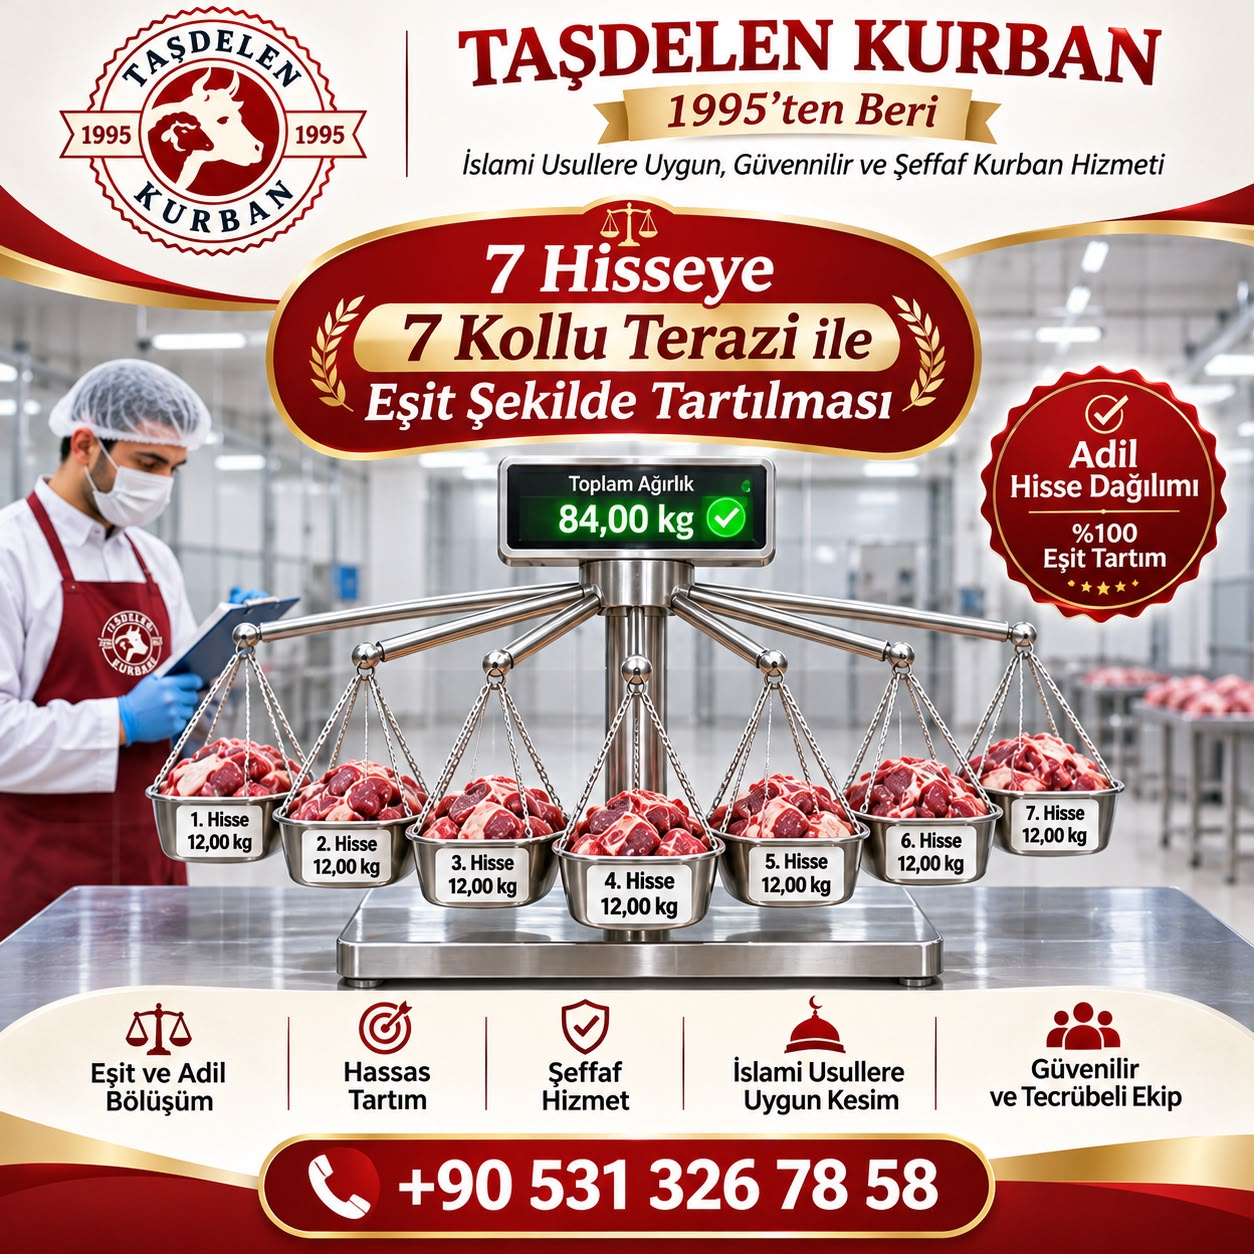 TAŞDELEN
1995 1995
KURBAN
TAŞDELEN KURBAN
1995'ten Beri
İslami Usullere Uygun, Güvennilir ve Şeffaf Kurban Hizmeti
7 Hisseye
7 Kollu Terazi ile
Eşit Şekilde Tartılması
Adil
Hisse Dağılımı
%100
Eşit Tartım
Toplam Ağırlık
84,00 kg
KURBAN
1. Hisse
12,00 kg
2. Hisse
12,00 kg
3. Hisse
12,00 kg
4. Hisse
12,00 kg
5. Hisse
12,00 kg
6. Hisse
12,00 kg
7. Hisse
12,00 kg
Eşit ve Adil
Bölüşüm
Hassas
Tartım
Şeffaf
Hizmet
İslami Usullere
Uygun Kesim
Güvenilir
ve Tecrübeli Ekip
+90 531 326 78 58